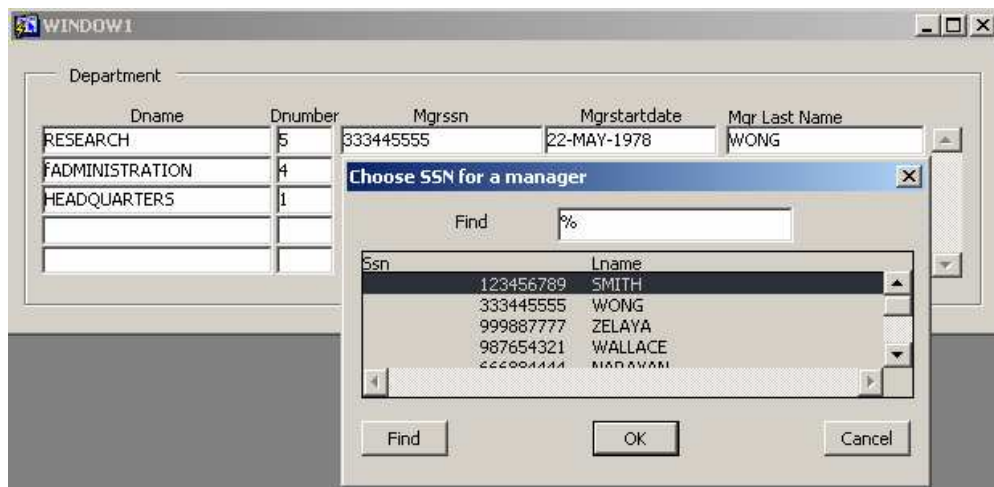 WINDOW1
Department
Dname Dnumber Mgrssn Mgrstartdate Mgr Last Name
RESEARCH 5 333445555 22-MAY-1978 WONG
fADMINISTRATION 4
HEADQUARTERS 1
Choose SSN for a manager
Find %
Ssn Lname
123456789 SMITH
333445555 WONG
999887777 ZELAYA
987654321 WALLACE
666884444 NARAYAN
Find OK Cancel